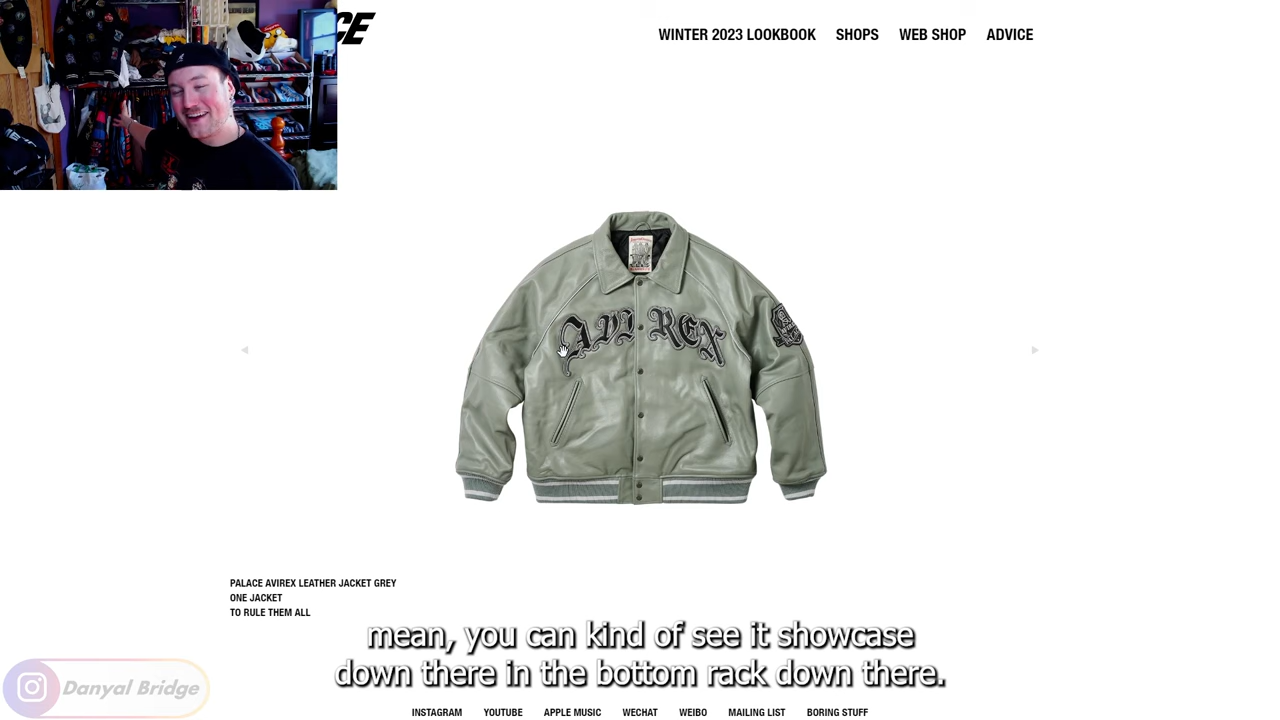 CE
WINTER 2023 LOOKBOOK SHOPS WEB SHOP ADVICE
AVIREX
PALACE AVIREX LEATHER JACKET GREY
ONE JACKET
TO RULE THEM ALL
mean, you can kind of see it showcase
down there in the bottom rack down there.
Danyal Bridge
INSTAGRAM YOUTUBE APPLE MUSIC WECHAT WEIBO MAILING LIST BORING STUFF